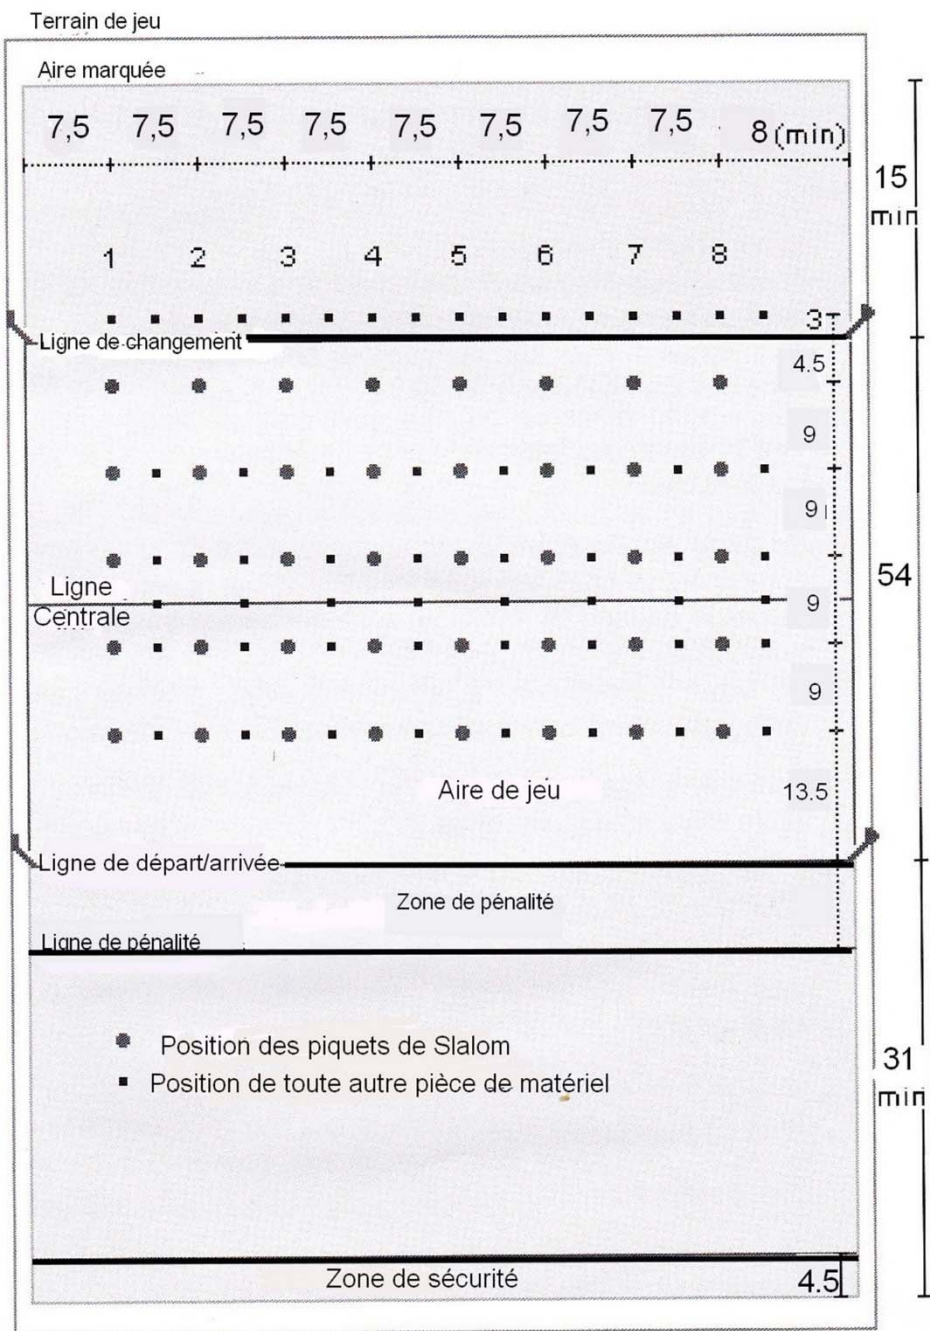 Terrain de jeu
Aire marquée
7,5 7,5 7,5 7,5 7,5 7,5 7,5 7,5 8 (min)
15
min
1 2 3 4 5 6 7 8
3
Ligne de changement
4.5
9
9
54
Ligne
Centrale
9
9
Aire de jeu
13.5
Ligne de départ/arrivée
Zone de pénalité
Ligne de pénalité
Position des piquets de Slalom
31
min
Position de toute autre pièce de matériel
Zone de sécurité
4.5